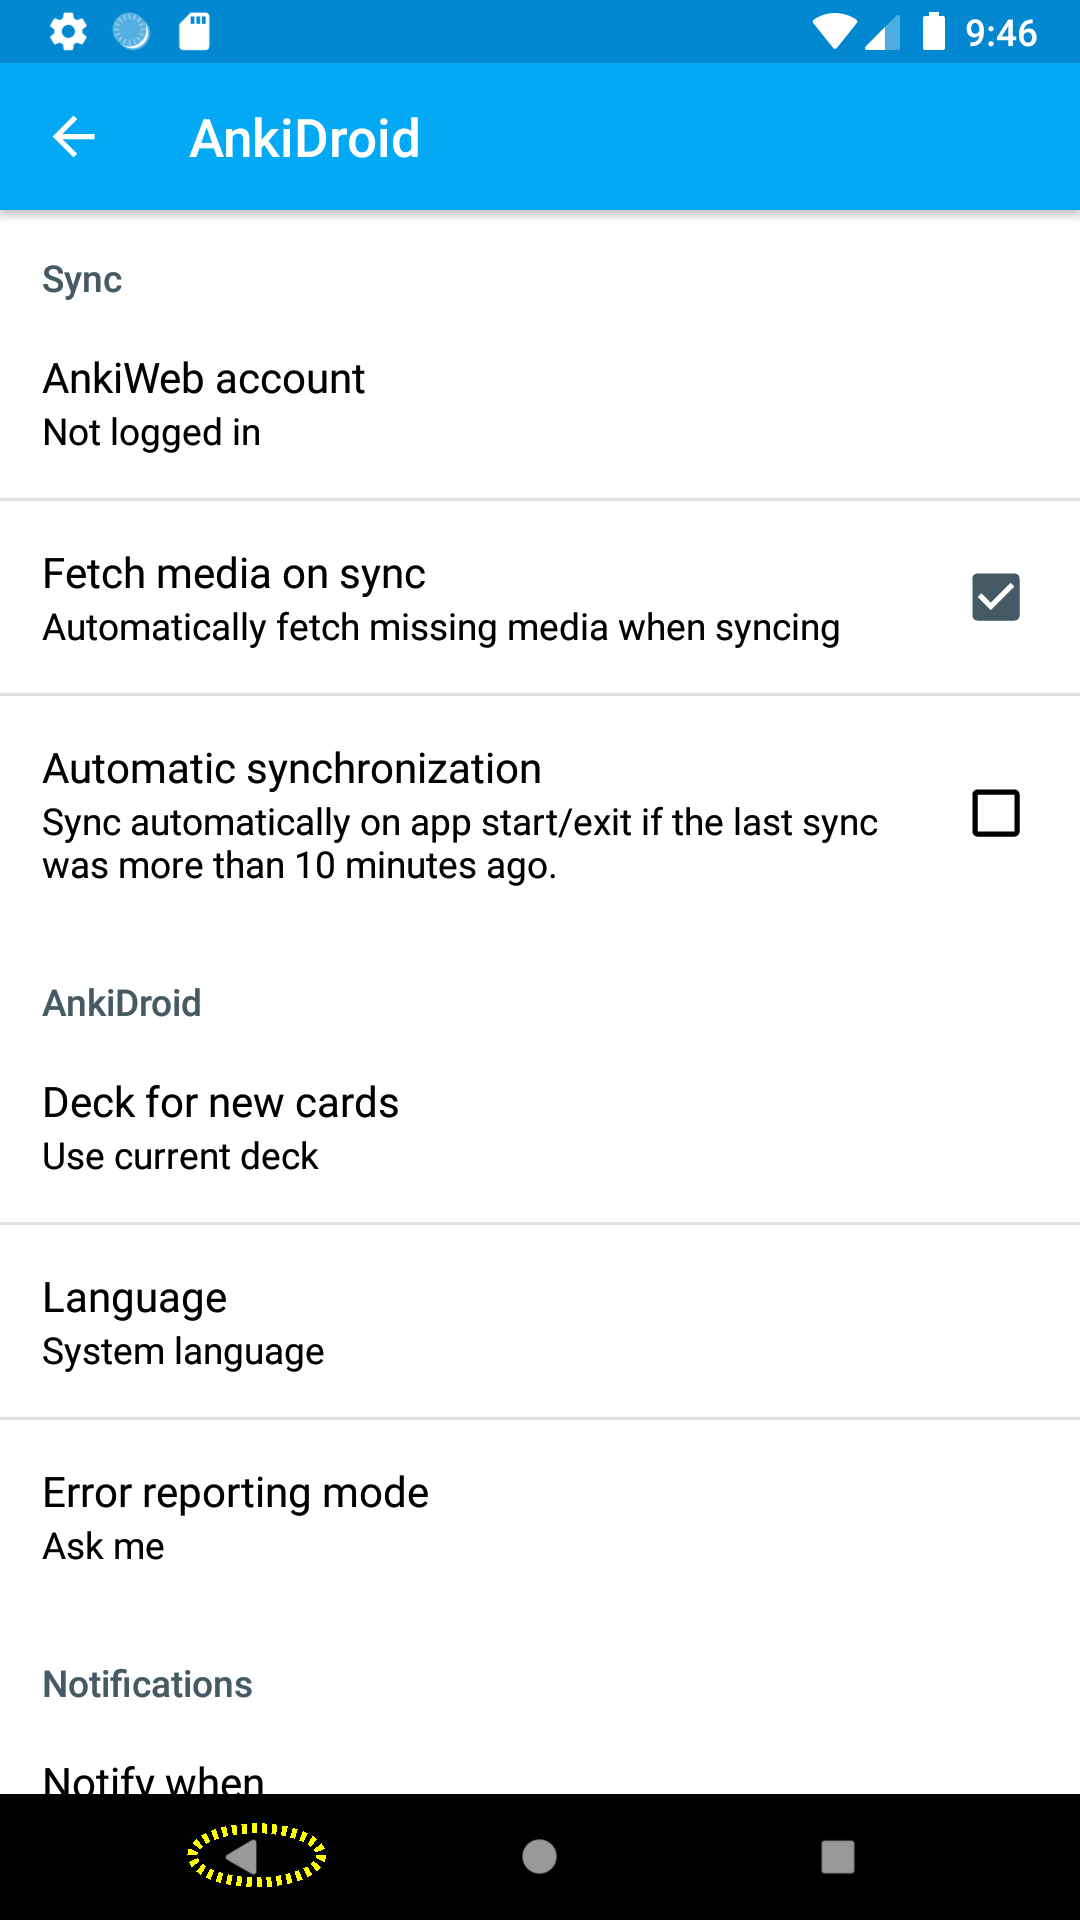 9:46
AnkiDroid
Sync
AnkiWeb account
Not logged in
Fetch media on sync
Automatically fetch missing media when syncing
Automatic synchronization
Sync automatically on app start/exit if the last sync
was more than 10 minutes ago.
AnkiDroid
Deck for new cards
Use current deck
Language
System language
Error reporting mode
Ask me
Notifications
Notify when